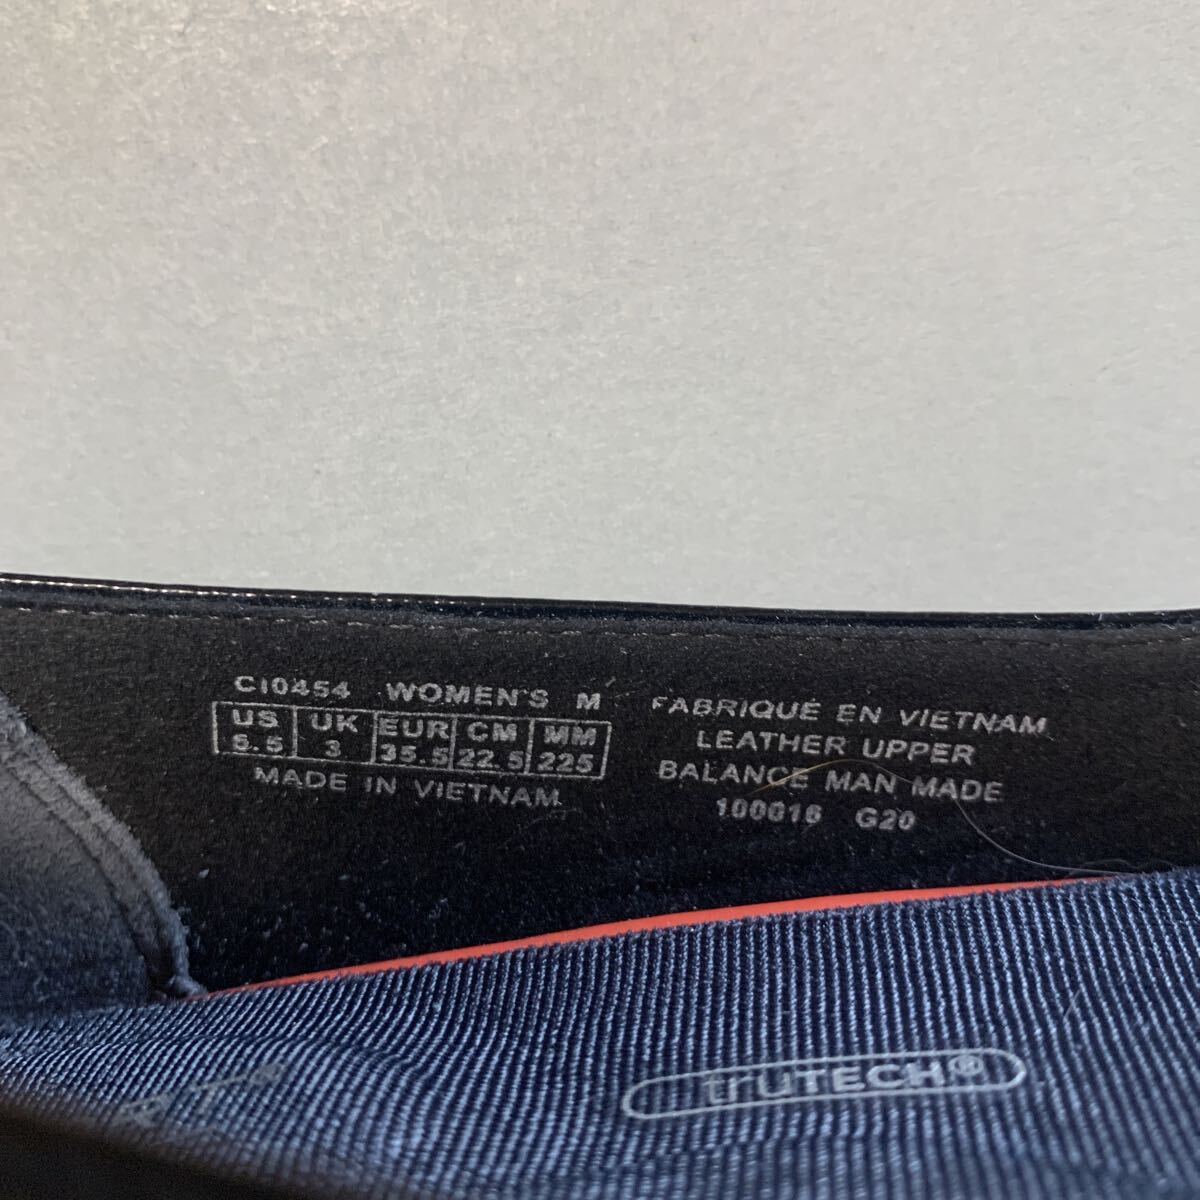 CI0454 WOMEN'S M
US UK EUR CM MM
5.5 3 35.5 22.5 225
MADE IN VIETNAM
FABRIQUÉ EN VIETNAM
LEATHER UPPER
BALANCE MAN MADE
100016 G20
truTECH®